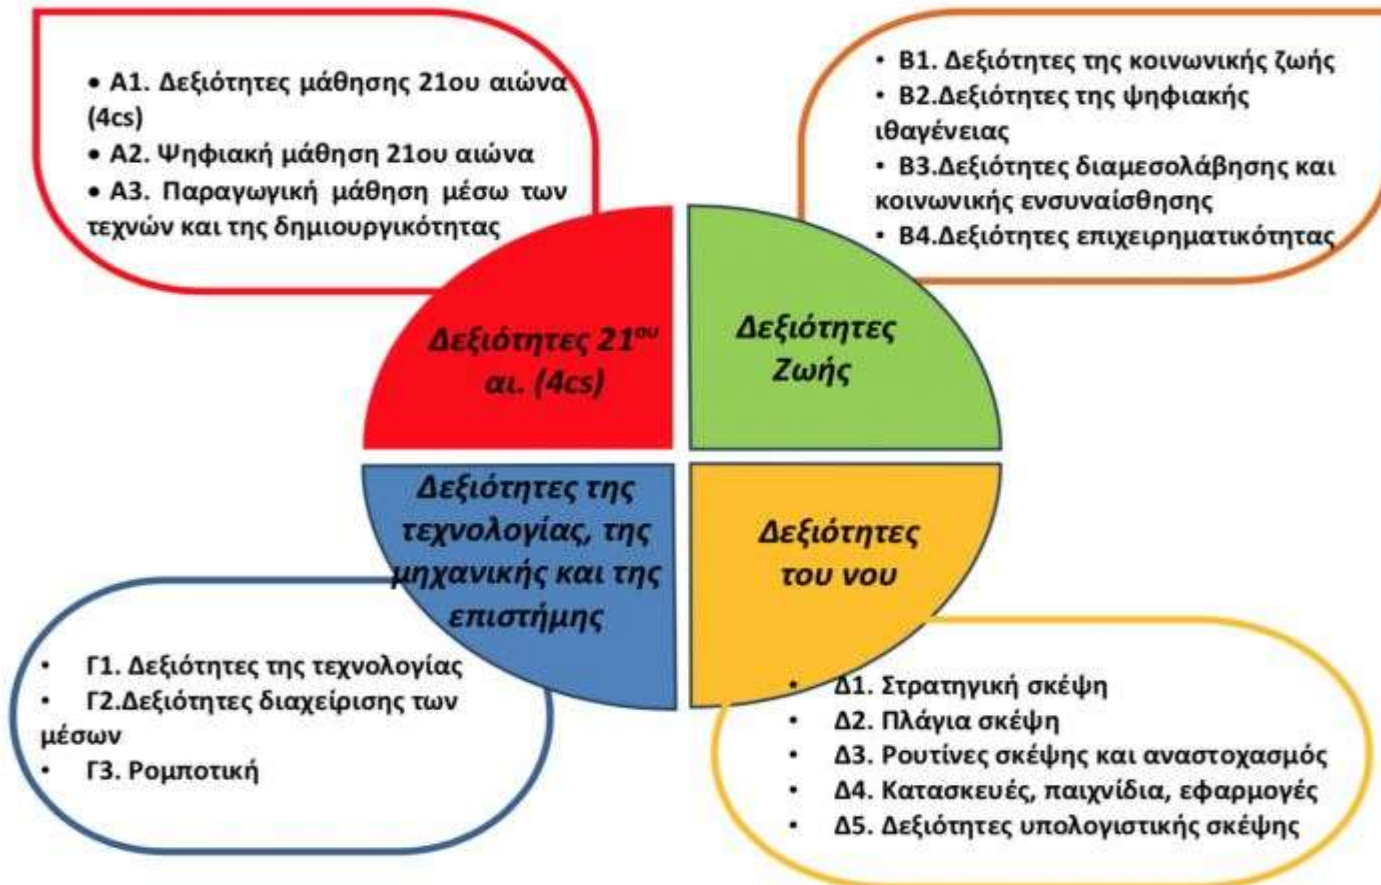 • Α1. Δεξιότητες μάθησης 21ου αιώνα
(4cs)
• Α2. Ψηφιακή μάθηση 21ου αιώνα
• Α3. Παραγωγική μάθηση μέσω των
τεχνών και της δημιουργικότητας
• Β1. Δεξιότητες της κοινωνικής ζωής
• Β2.Δεξιότητες της ψηφιακής
ιθαγένειας
• Β3.Δεξιότητες διαμεσολάβησης και
κοινωνικής ενσυναίσθησης
• Β4.Δεξιότητες επιχειρηματικότητας
Δεξιότητες 21ου
αι. (4cs)
Δεξιότητες
Ζωής
Δεξιότητες της
τεχνολογίας, της
μηχανικής και της
επιστήμης
Δεξιότητες
του νου
• Γ1. Δεξιότητες της τεχνολογίας
• Γ2.Δεξιότητες διαχείρισης των
μέσων
• Γ3. Ρομποτική
• Δ1. Στρατηγική σκέψη
• Δ2. Πλάγια σκέψη
• Δ3. Ρουτίνες σκέψης και αναστοχασμός
• Δ4. Κατασκευές, παιχνίδια, εφαρμογές
• Δ5. Δεξιότητες υπολογιστικής σκέψης